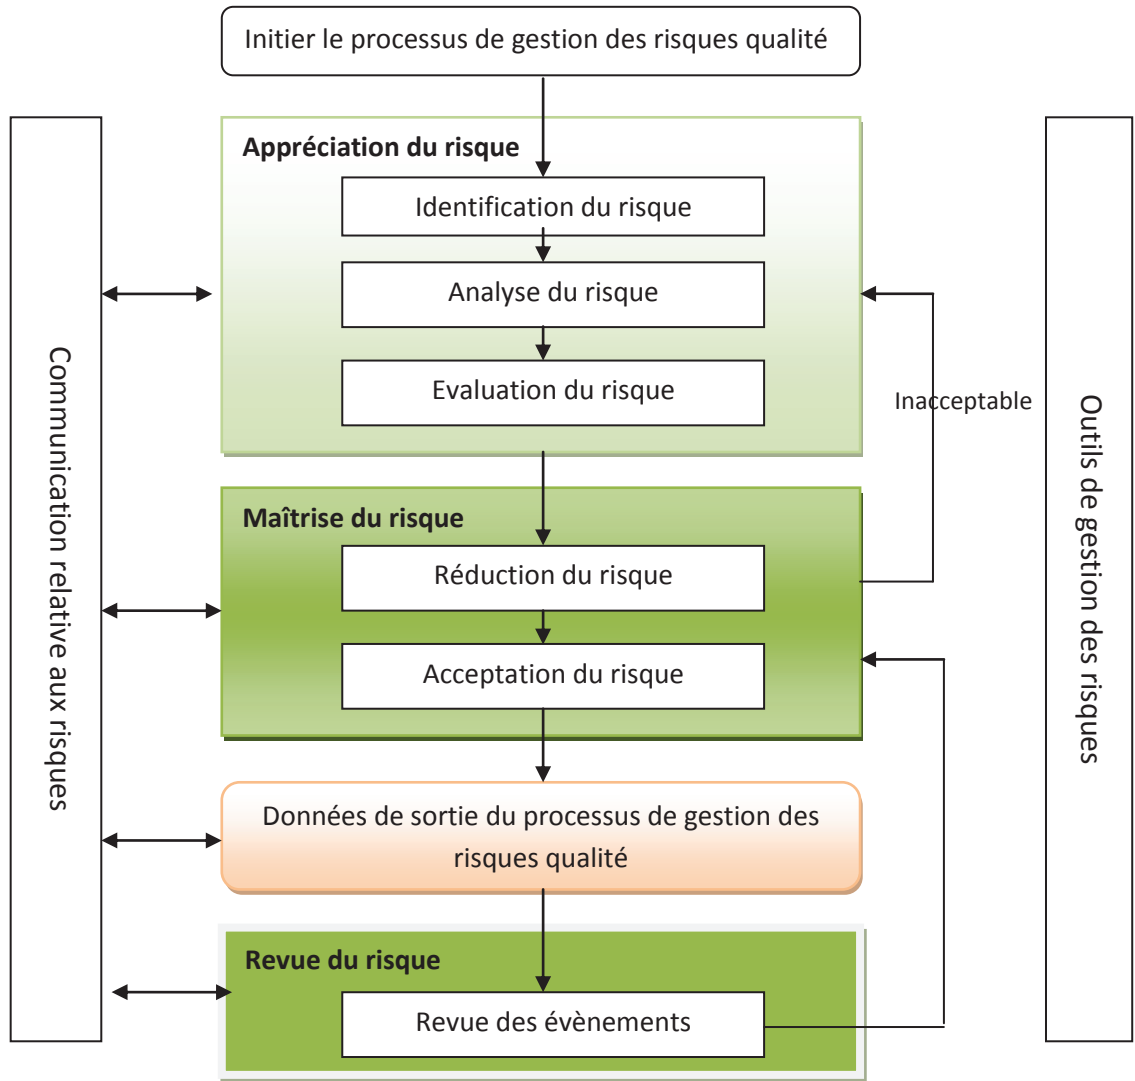 Initier le processus de gestion des risques qualité
Appréciation du risque
Identification du risque
Analyse du risque
Evaluation du risque
Inacceptable
Maîtrise du risque
Réduction du risque
Acceptation du risque
Données de sortie du processus de gestion des
risques qualité
Revue du risque
Revue des évènements
Communication relative aux risques
Outils de gestion des risques